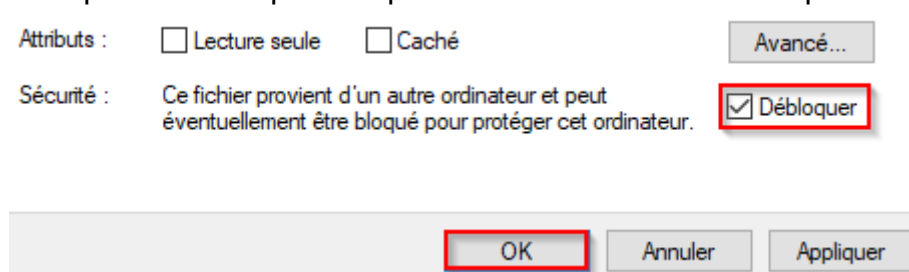 Attributs : Lecture seule Caché Avancé...
Sécurité : Ce fichier provient d'un autre ordinateur et peut
éventuellement être bloqué pour protéger cet ordinateur. Débloquer
OK Annuler Appliquer